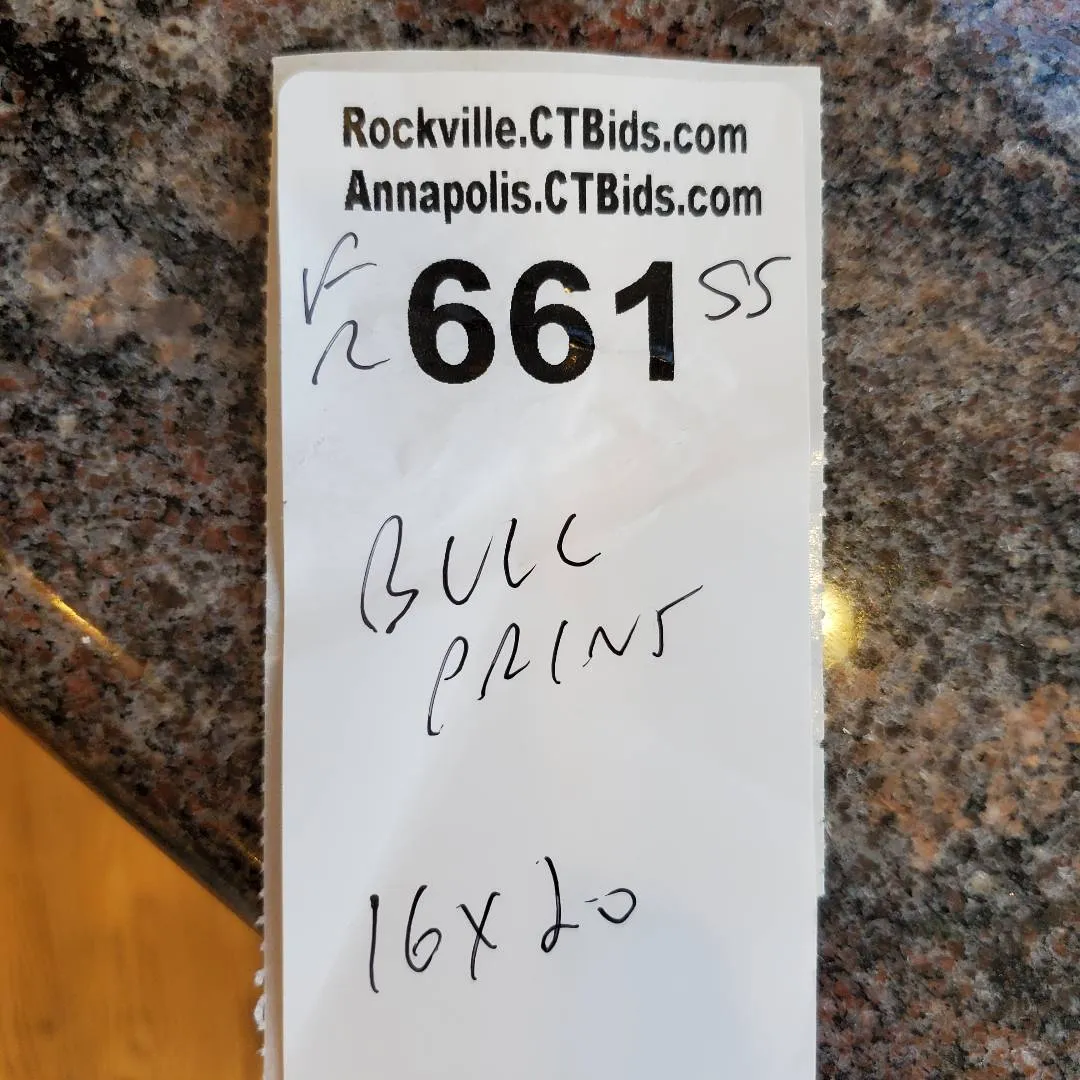 Rockville.CTBids.com
Annapolis.CTBids.com
661 SS
BULL
PRINT
16X20